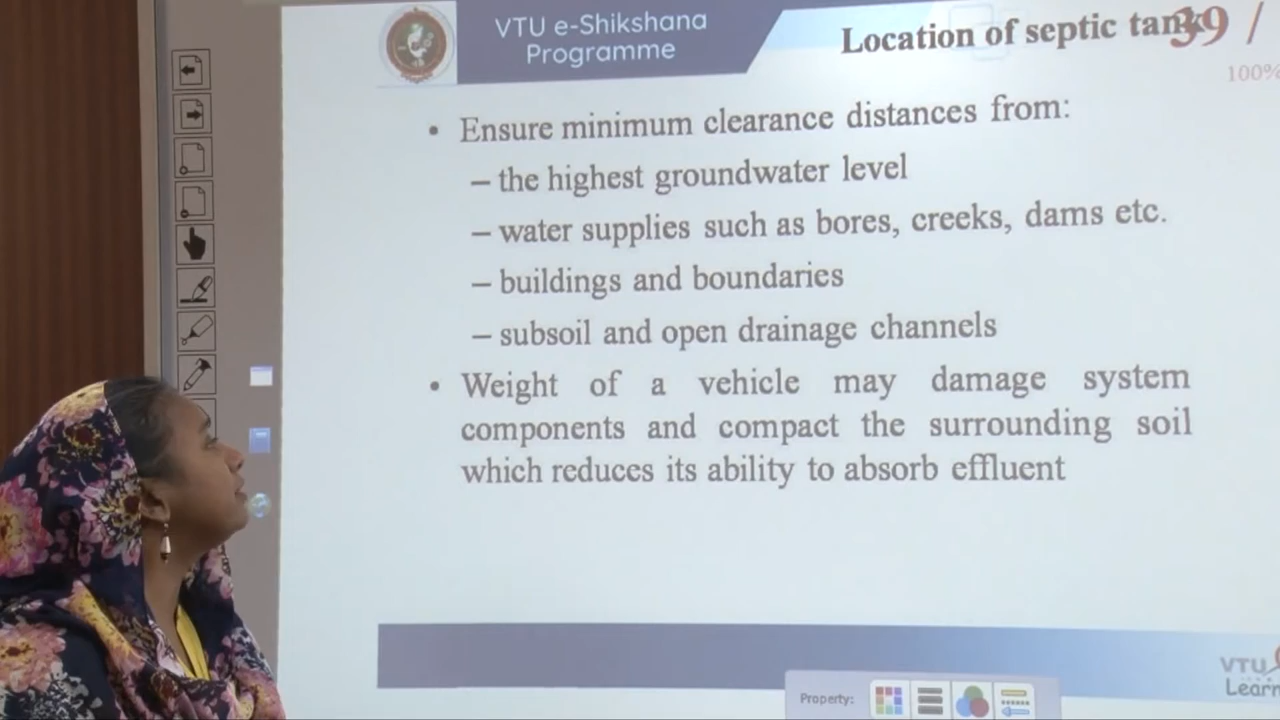 VTU e-Shikshana
Programme
Location of septic tank
39 /
100%
• Ensure minimum clearance distances from:
– the highest groundwater level
– water supplies such as bores, creeks, dams etc.
– buildings and boundaries
– subsoil and open drainage channels
• Weight of a vehicle may damage system
components and compact the surrounding soil
which reduces its ability to absorb effluent
VTU
Learn
Property: